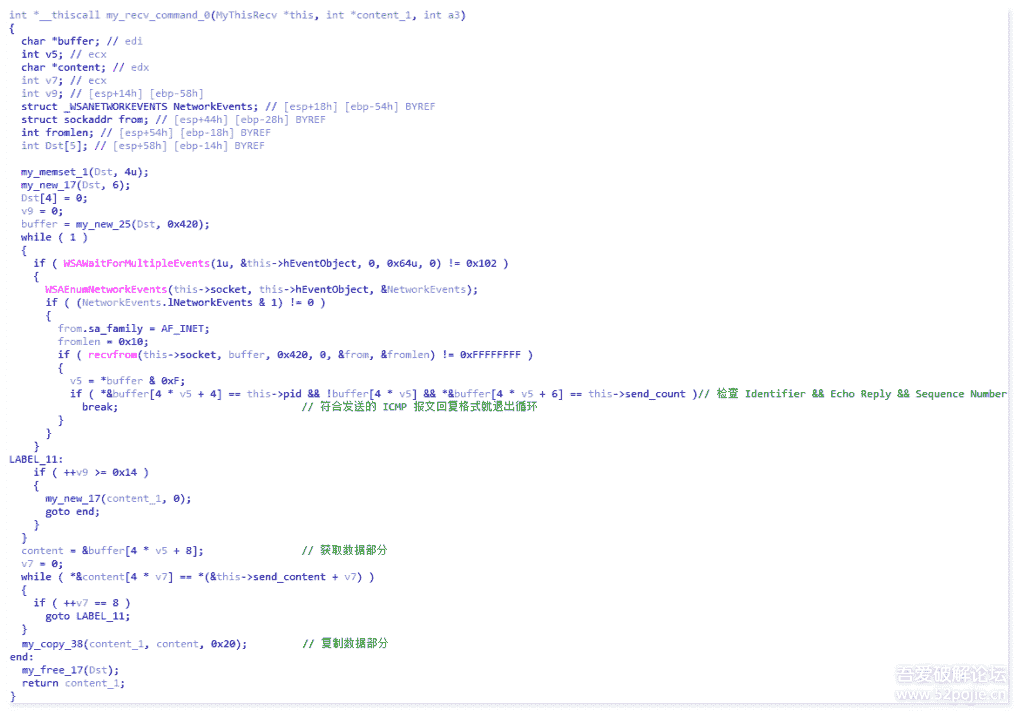 int *__thiscall my_recv_command_0(MyThisRecv *this, int *content_1, int a3)
{
char *buffer; // edi
int v5; // ecx
char *content; // edx
int v7; // ecx
int v9; // [esp+14h] [ebp-58h]
struct _WSANETWORKEVENTS NetworkEvents; // [esp+18h] [ebp-54h] BYREF
struct sockaddr from; // [esp+44h] [ebp-28h] BYREF
int fromlen; // [esp+54h] [ebp-18h] BYREF
int Dst[5]; // [esp+58h] [ebp-14h] BYREF
my_memset_1(Dst, 4u);
my_new_17(Dst, 6);
Dst[4] = 0;
v9 = 0;
buffer = my_new_25(Dst, 0x420);
while ( 1 )
{
if ( WSAWaitForMultipleEvents(1u, &this->hEventObject, 0, 0x64u, 0) != 0x102 )
{
WSAEnumNetworkEvents(this->socket, this->hEventObject, &NetworkEvents);
if ( (NetworkEvents.lNetworkEvents & 1) != 0 )
{
from.sa_family = AF_INET;
fromlen = 0x10;
if ( recvfrom(this->socket, buffer, 0x420, 0, &from, &fromlen) != 0xFFFFFFFF )
{
v5 = *buffer & 0xF;
if ( *&buffer[4 * v5 + 4] == this->pid && !buffer[4 * v5] && *&buffer[4 * v5 + 6] == this->send_count )// 检查 Identifier && Echo Reply && Sequence Number
break; // 符合发送的 ICMP 报文回复格式就退出循环
}
}
}
LABEL_11:
if ( ++v9 >= 0x14 )
{
my_new_17(content_1, 0);
goto end;
}
}
content = &buffer[4 * v5 + 8]; // 获取数据部分
v7 = 0;
while ( *&content[4 * v7] == *(&this->send_content + v7) )
{
if ( ++v7 == 8 )
goto LABEL_11;
}
my_copy_38(content_1, content, 0x20); // 复制数据部分
end:
my_free_17(Dst);
return content_1;
}
吾爱破解论坛
www.52pojie.cn